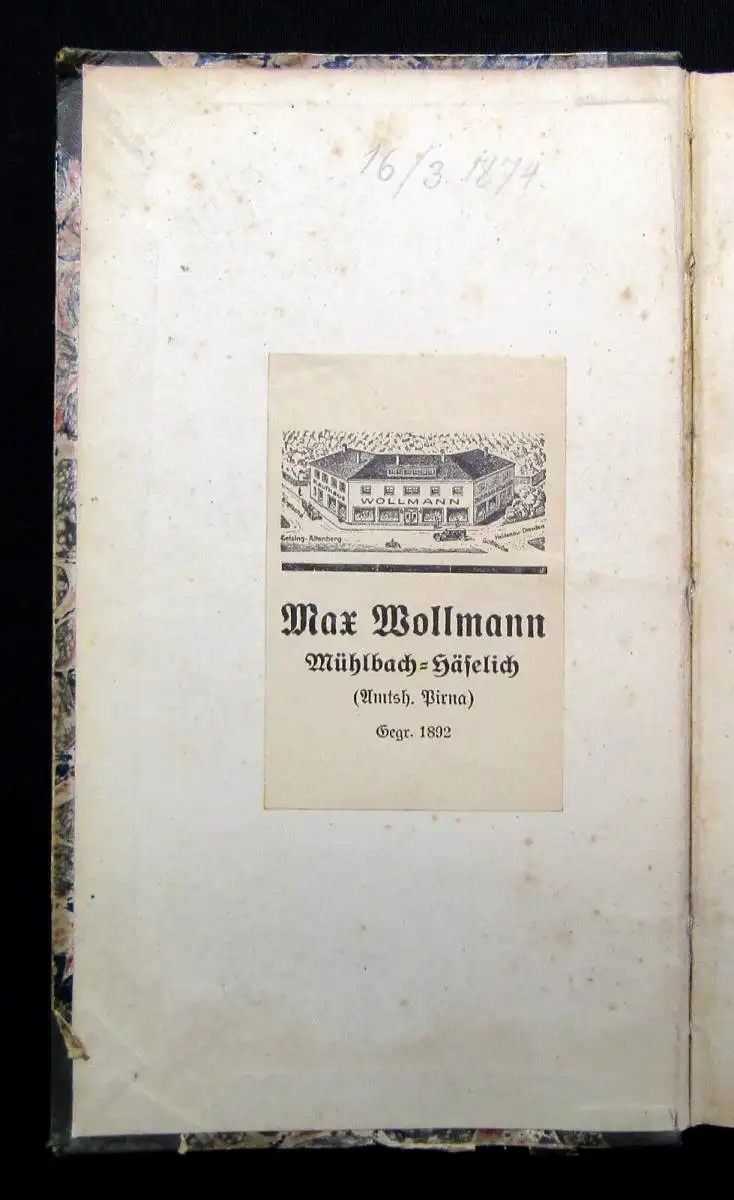 16/3 1874.
WOLLMANN
Geising-Altenberg
Heidenau-Dresden
Max Wollmann
Mühlbach=Häselich
(Amtsh. Pirna)
Gegr. 1892